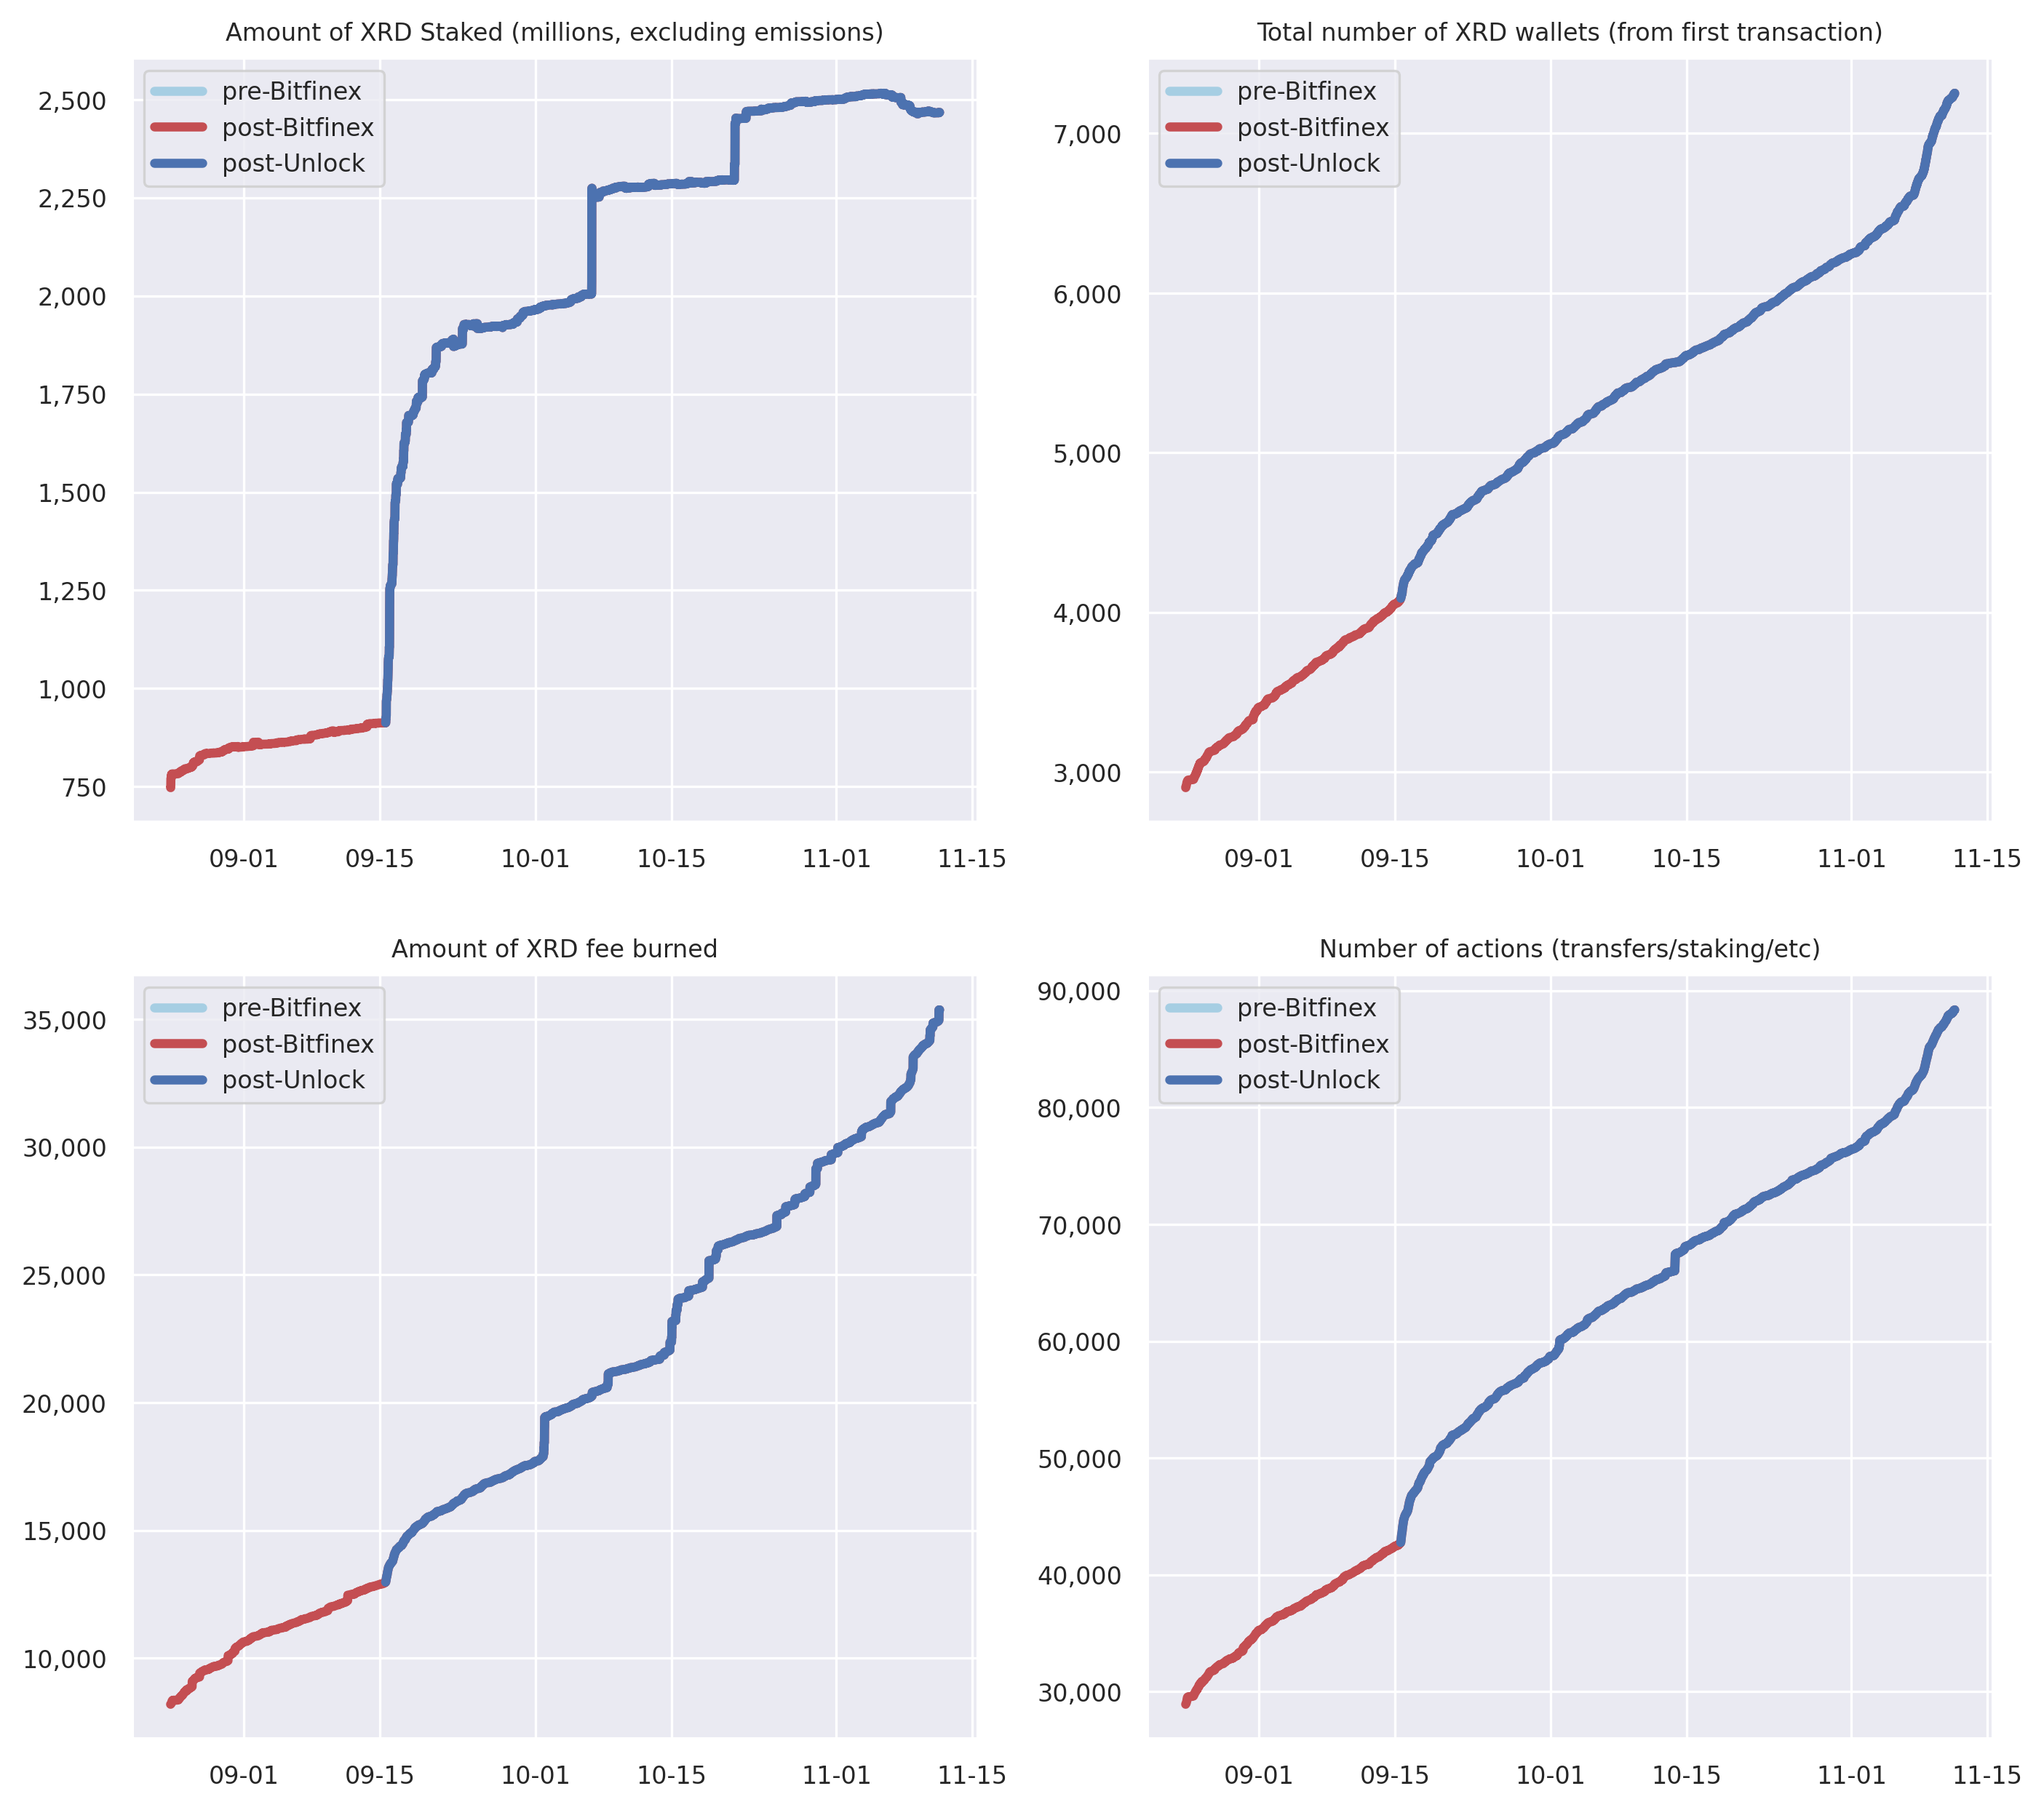 Amount of XRD Staked (millions, excluding emissions)
pre-Bitfinex
post-Bitfinex
post-Unlock
2,500
2,250
2,000
1,750
1,500
1,250
1,000
750
09-01 09-15 10-01 10-15 11-01 11-15
Total number of XRD wallets (from first transaction)
pre-Bitfinex
post-Bitfinex
post-Unlock
7,000
6,000
5,000
4,000
3,000
09-01 09-15 10-01 10-15 11-01 11-15
Amount of XRD fee burned
pre-Bitfinex
post-Bitfinex
post-Unlock
35,000
30,000
25,000
20,000
15,000
10,000
09-01 09-15 10-01 10-15 11-01 11-15
Number of actions (transfers/staking/etc)
pre-Bitfinex
post-Bitfinex
post-Unlock
90,000
80,000
70,000
60,000
50,000
40,000
30,000
09-01 09-15 10-01 10-15 11-01 11-15